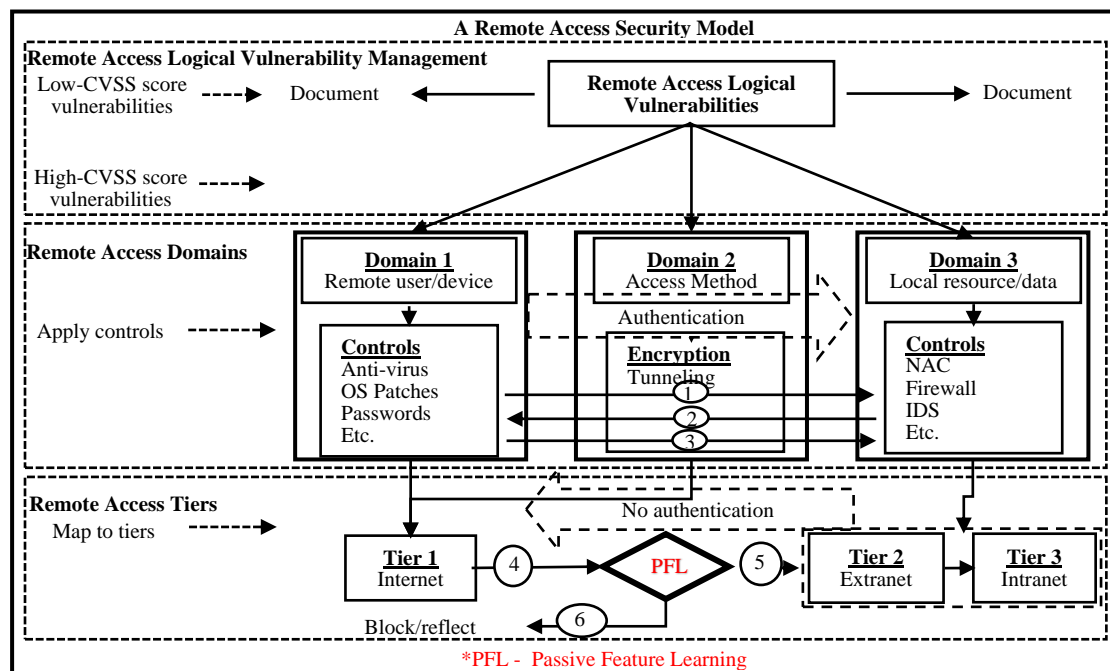 A Remote Access Security Model
Remote Access Logical Vulnerability Management
Low-CVSS score
vulnerabilities
Document
Remote Access Logical
Vulnerabilities
Document
High-CVSS score
vulnerabilities
Remote Access Domains
Domain 1
Remote user/device
Domain 2
Access Method
Domain 3
Local resource/data
Apply controls
Authentication
Controls
Anti-virus
OS Patches
Passwords
Etc.
Encryption
Tunneling
Controls
NAC
Firewall
IDS
Etc.
1
2
3
Remote Access Tiers
Map to tiers
No authentication
Tier 1
Internet
4
PFL
5
Tier 2
Extranet
Tier 3
Intranet
Block/reflect
6
*PFL - Passive Feature Learning